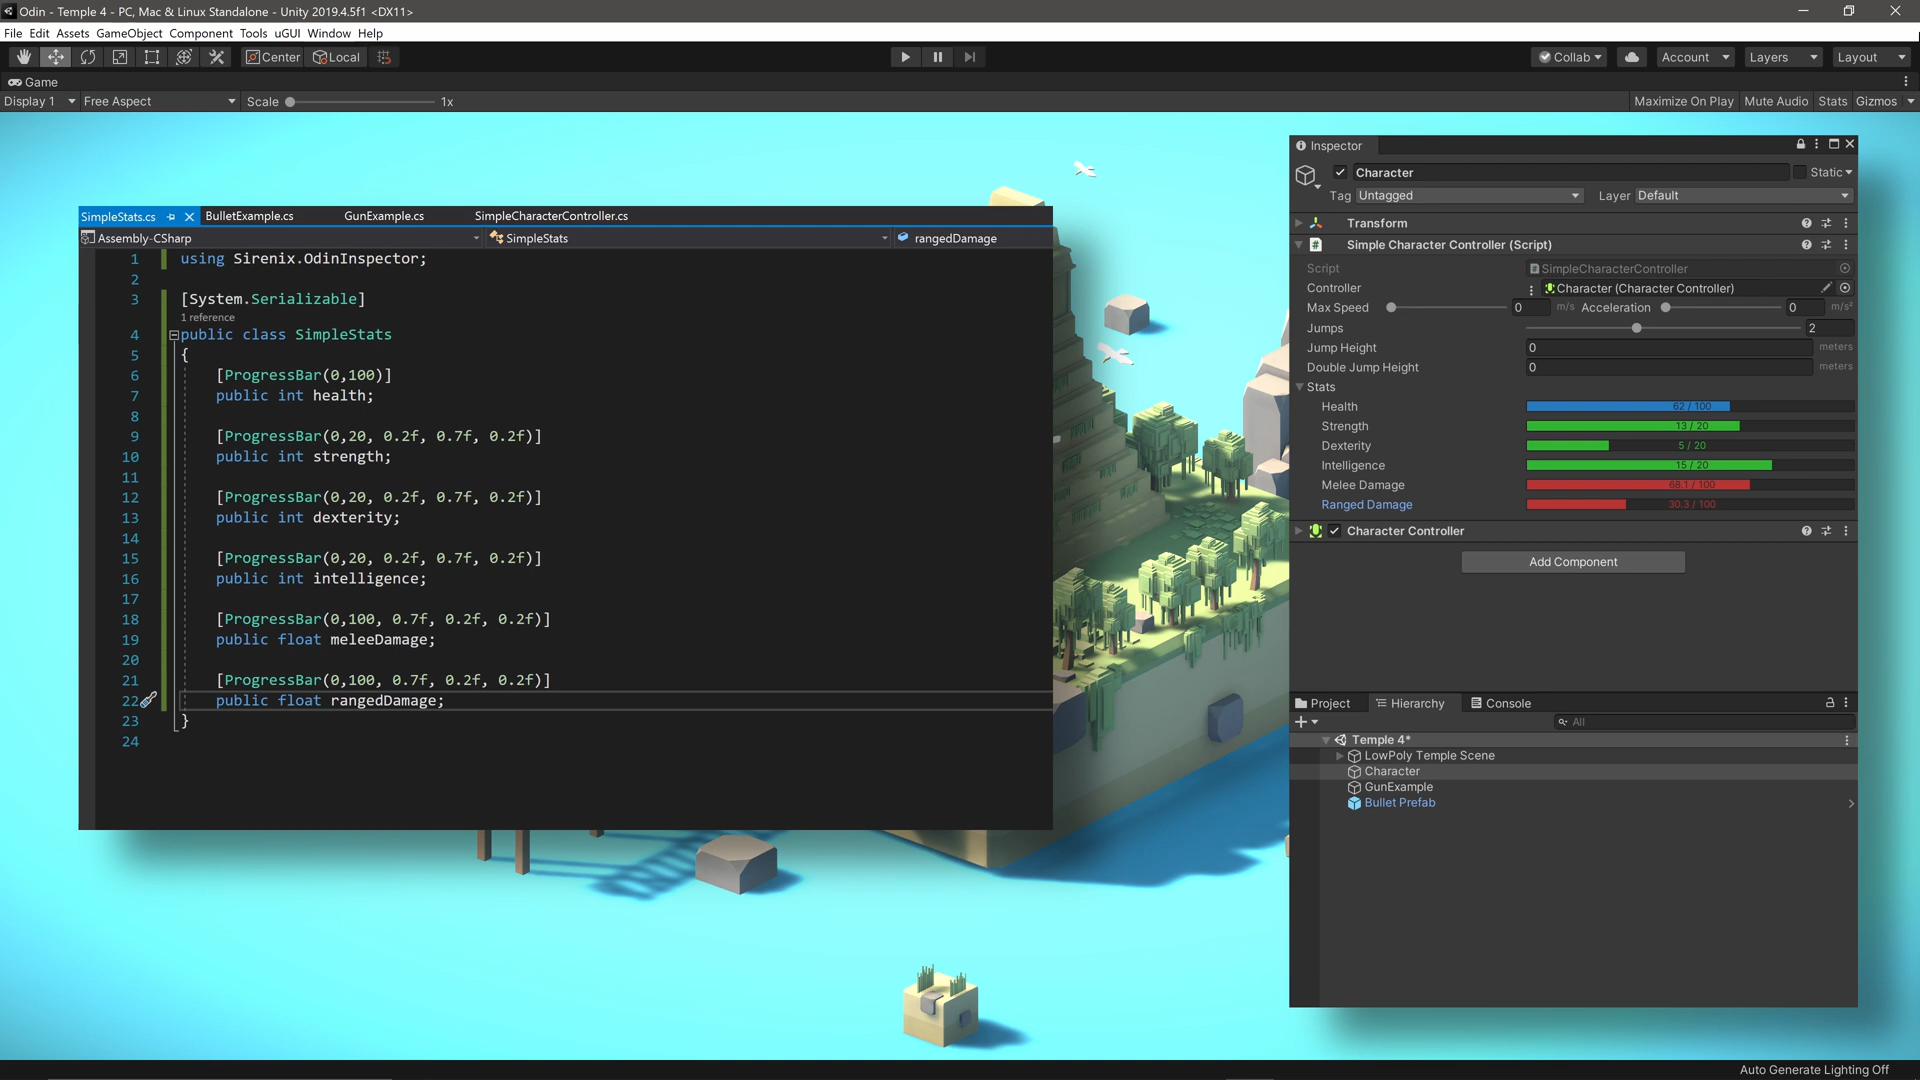 Odin - Temple 4 - PC, Mac & Linux Standalone - Unity 2019.4.5f1 <DX11>
File Edit Assets GameObject Component Tools uGUI Window Help
Center Local Collab Account Layers Layout
Game
Display 1 Free Aspect Scale 1x Maximize On Play Mute Audio Stats Gizmos
SimpleStats.cs BulletExample.cs GunExample.cs SimpleCharacterController.cs
Assembly-CSharp SimpleStats rangedDamage
1 using Sirenix.OdinInspector;
2
3 [System.Serializable]
1 reference
4 public class SimpleStats
5 {
6 [ProgressBar(0,100)]
7 public int health;
8
9 [ProgressBar(0,20, 0.2f, 0.7f, 0.2f)]
10 public int strength;
11
12 [ProgressBar(0,20, 0.2f, 0.7f, 0.2f)]
13 public int dexterity;
14
15 [ProgressBar(0,20, 0.2f, 0.7f, 0.2f)]
16 public int intelligence;
17
18 [ProgressBar(0,100, 0.7f, 0.2f, 0.2f)]
19 public float meleeDamage;
20
21 [ProgressBar(0,100, 0.7f, 0.2f, 0.2f)]
22 public float rangedDamage;
23 }
24
Inspector
Character Static
Tag Untagged Layer Default
Transform
# Simple Character Controller (Script)
Script SimpleCharacterController
Controller Character (Character Controller)
Max Speed 0 m/s Acceleration 0 m/s²
Jumps 2
Jump Height 0 meters
Double Jump Height 0 meters
Stats
Health 62 / 100
Strength 13 / 20
Dexterity 5 / 20
Intelligence 15 / 20
Melee Damage 68.1 / 100
Ranged Damage 30.3 / 100
Character Controller
Add Component
Project Hierarchy Console
All
Temple 4*
LowPoly Temple Scene
Character
GunExample
Bullet Prefab
Auto Generate Lighting Off